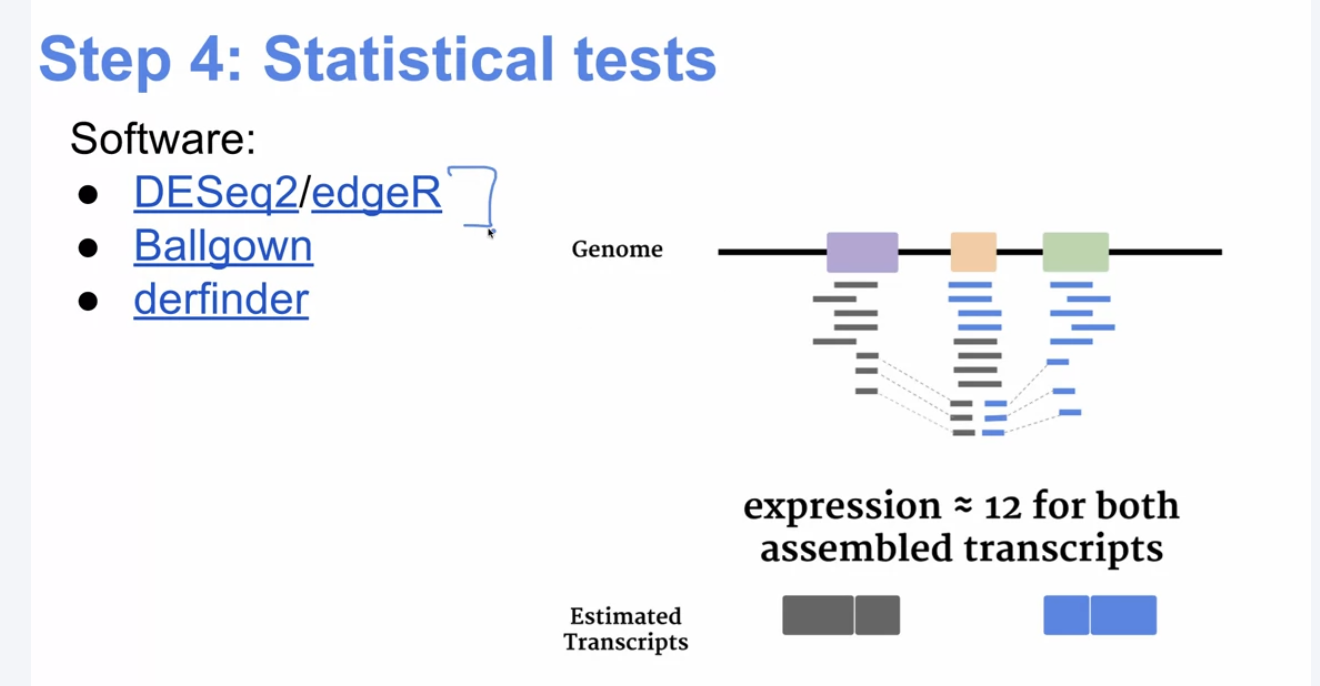 Step 4: Statistical tests
Software:
● DESeq2/edgeR
● Ballgown
● derfinder
Genome
expression ≈ 12 for both
assembled transcripts
Estimated
Transcripts